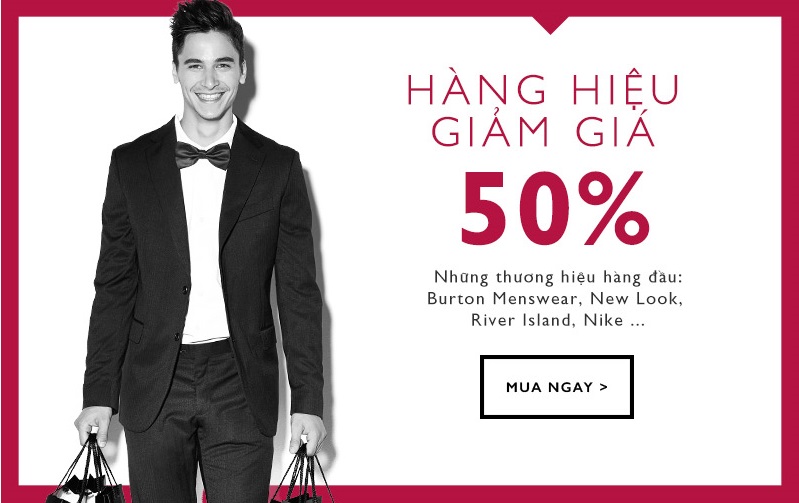 HÀNG HIỆU
GIẢM GIÁ
50%
Những thương hiệu hàng đầu:
Burton Menswear, New Look,
River Island, Nike ...
MUA NGAY >